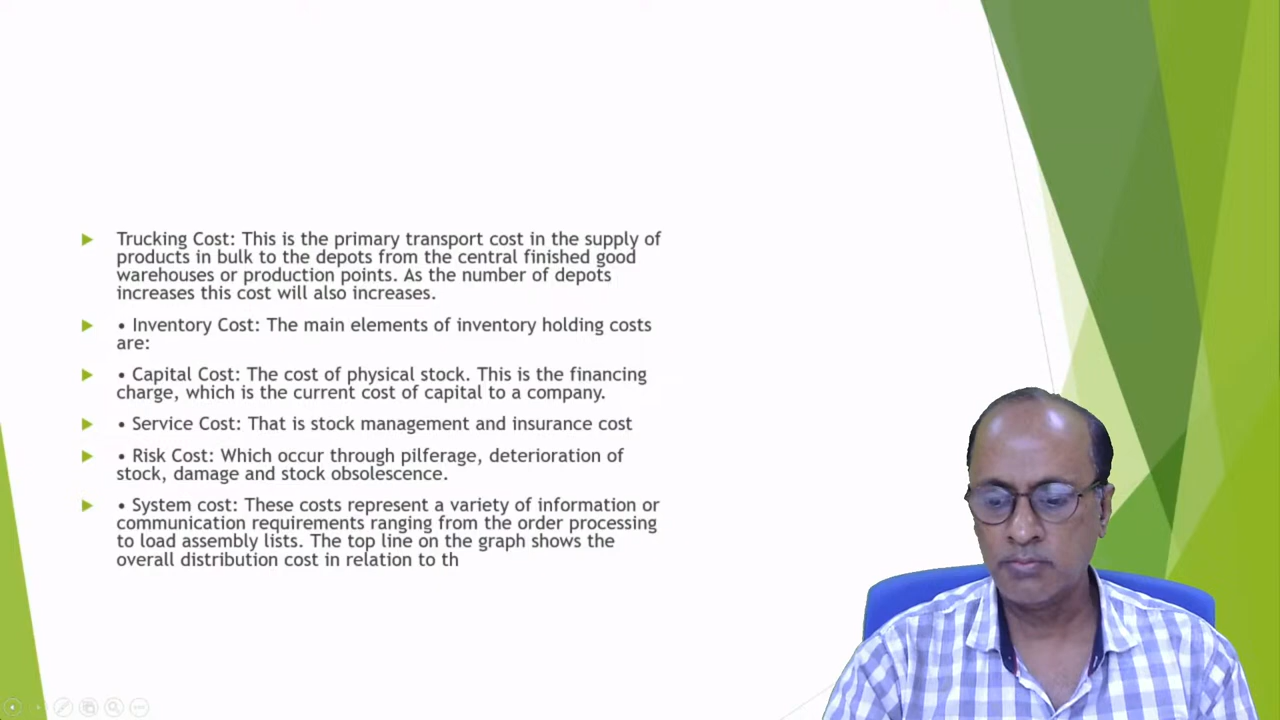 Trucking Cost: This is the primary transport cost in the supply of
products in bulk to the depots from the central finished good
warehouses or production points. As the number of depots
increases this cost will also increases.
• Inventory Cost: The main elements of inventory holding costs
are:
• Capital Cost: The cost of physical stock. This is the financing
charge, which is the current cost of capital to a company.
• Service Cost: That is stock management and insurance cost
• Risk Cost: Which occur through pilferage, deterioration of
stock, damage and stock obsolescence.
• System cost: These costs represent a variety of information or
communication requirements ranging from the order processing
to load assembly lists. The top line on the graph shows the
overall distribution cost in relation to th